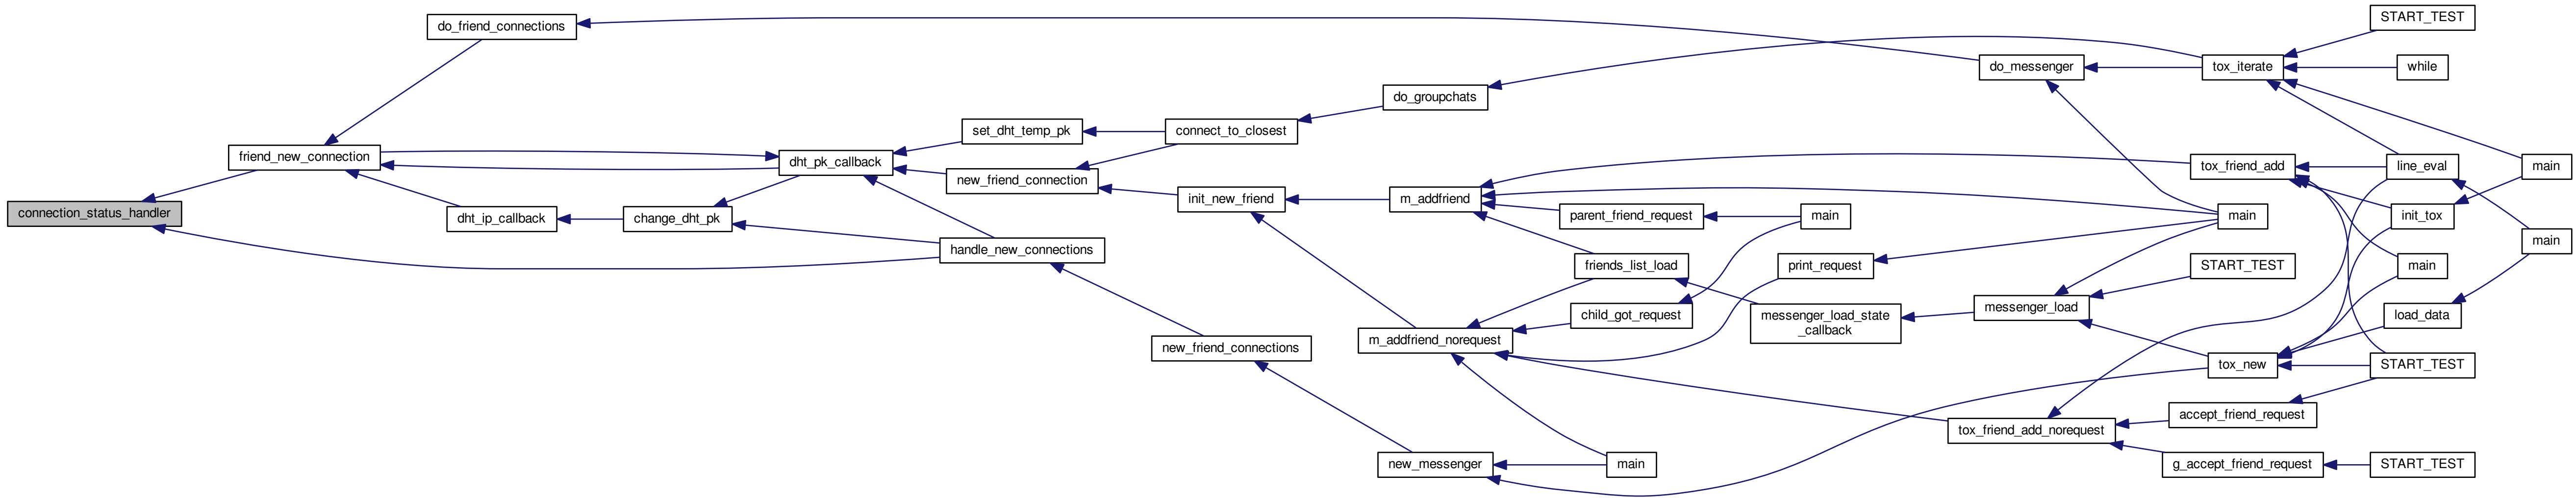 connection_status_handler
friend_new_connection
do_friend_connections
dht_ip_callback
change_dht_pk
dht_pk_callback
set_dht_temp_pk
new_friend_connection
handle_new_connections
connect_to_closest
init_new_friend
new_friend_connections
do_groupchats
m_addfriend
m_addfriend_norequest
new_messenger
parent_friend_request
friends_list_load
child_got_request
main
main
print_request
messenger_load_state
_callback
do_messenger
messenger_load
tox_friend_add_norequest
tox_iterate
tox_friend_add
main
START_TEST
tox_new
accept_friend_request
g_accept_friend_request
START_TEST
while
line_eval
init_tox
main
load_data
START_TEST
START_TEST
main
main